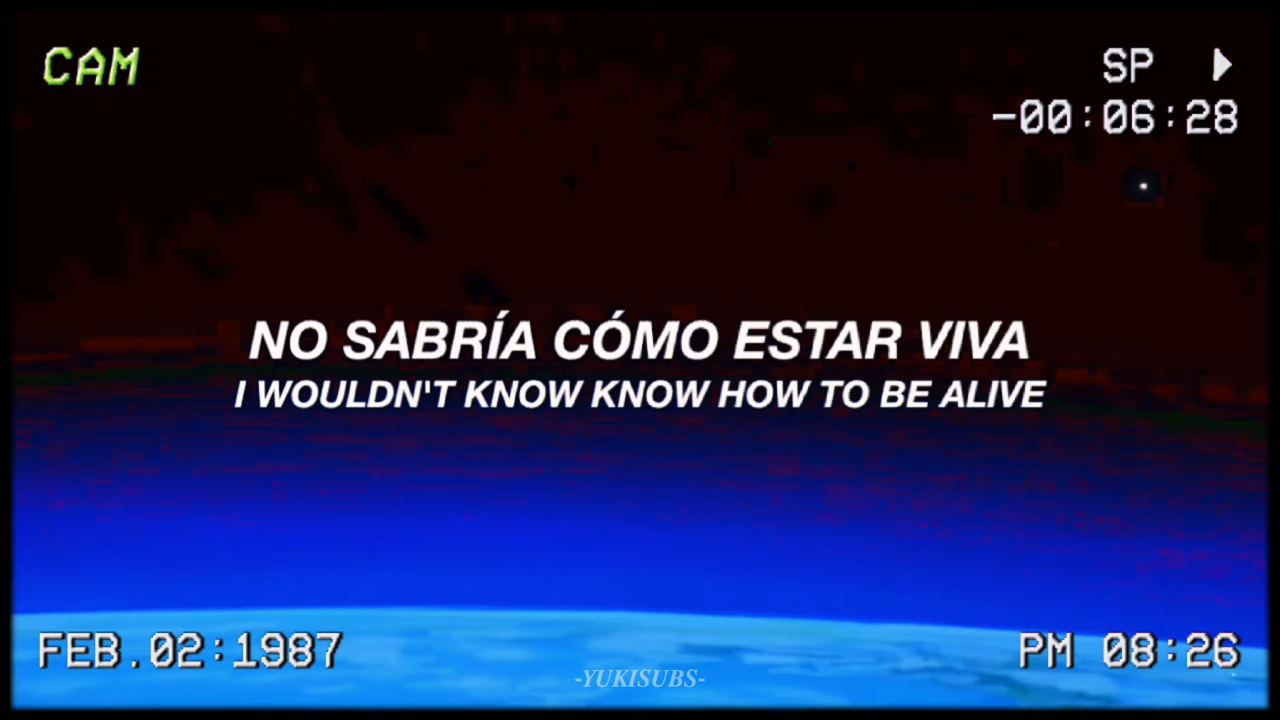 CAM
SP
-00:06:28
NO SABRÍA CÓMO ESTAR VIVA
I WOULDN'T KNOW KNOW HOW TO BE ALIVE
FEB.02:1987
PM 08:26
-YUKISUBS-